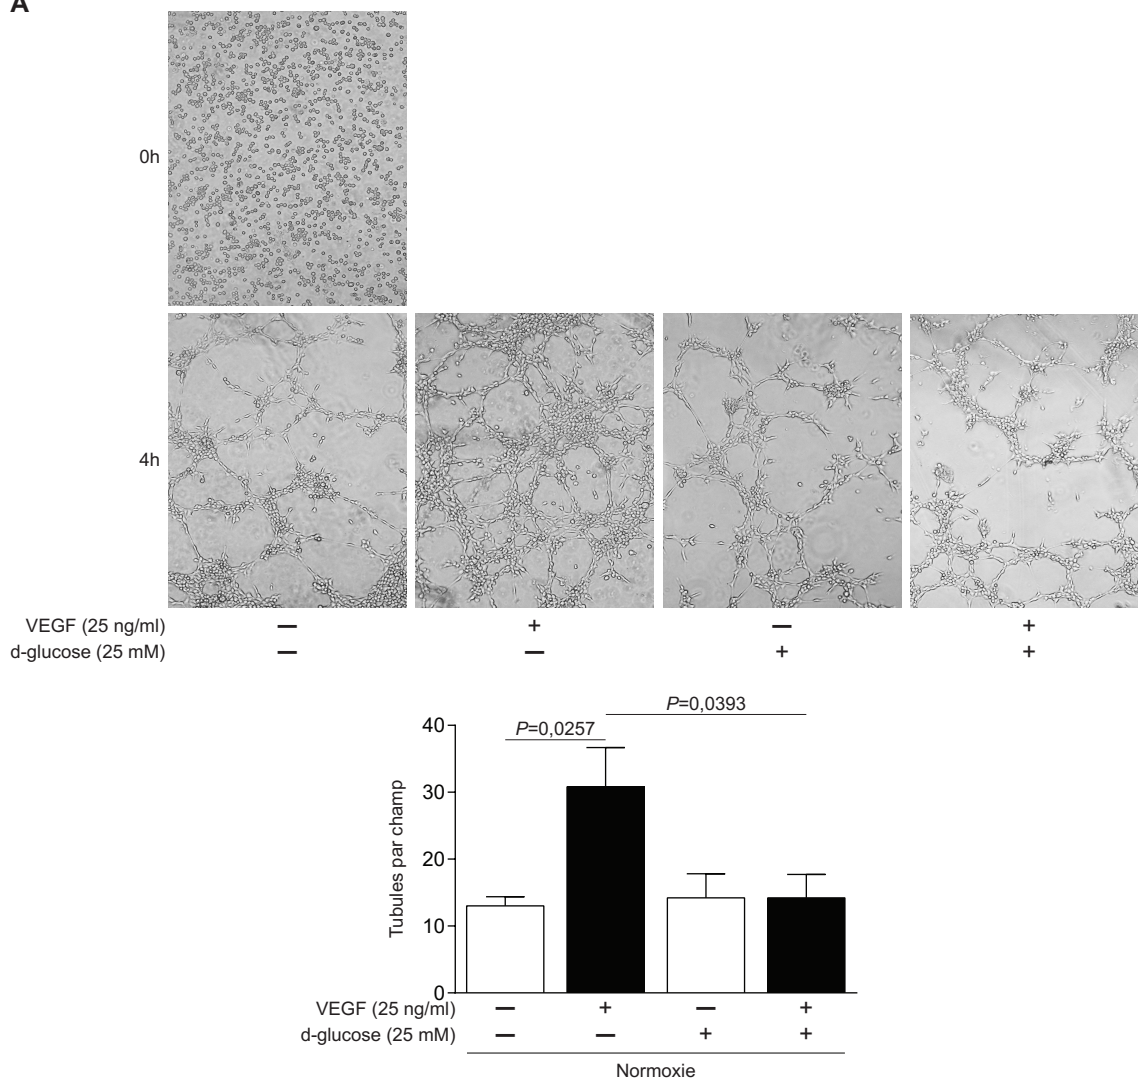 A
0h
4h
VEGF (25 ng/ml) — + — +
d-glucose (25 mM) — — + +
P=0,0393
P=0,0257
40
30
20
10
0
Tubules par champ
VEGF (25 ng/ml) — + — +
d-glucose (25 mM) — — + +
Normoxie